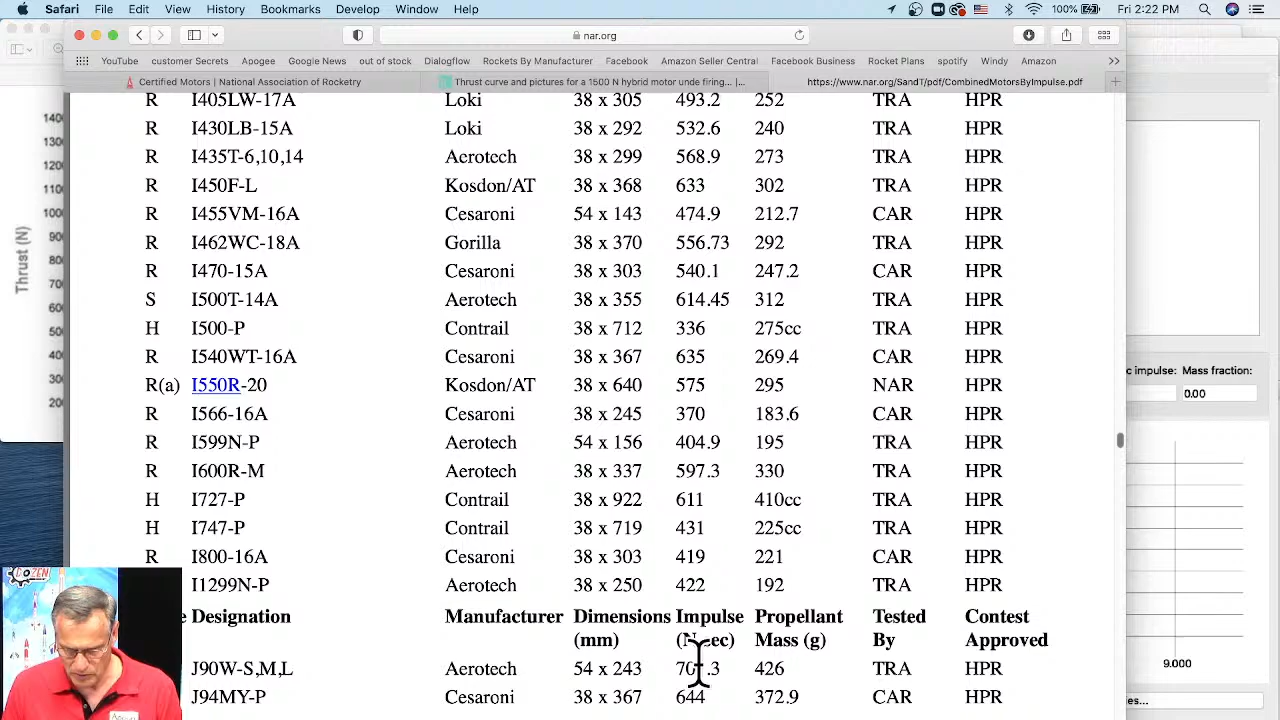 Safari File Edit View History Bookmarks Develop Window Help 100% Fri 2:22 PM
nar.org
YouTube customer Secrets Apogee Google News out of stock Dialogflow Rockets By Manufacturer Facebook Amazon Seller Central Facebook Business Rocket Plans spotify Windy Amazon
Certified Motors | National Association of Rocketry Thrust curve and pictures for a 1500 N hybrid motor unde firing... |... https://www.nar.org/SandT/pdf/CombinedMotorsByImpulse.pdf
R I405LW-17A Loki 38 x 305 493.2 252 TRA HPR
R I430LB-15A Loki 38 x 292 532.6 240 TRA HPR
R I435T-6,10,14 Aerotech 38 x 299 568.9 273 TRA HPR
R I450F-L Kosdon/AT 38 x 368 633 302 TRA HPR
R I455VM-16A Cesaroni 54 x 143 474.9 212.7 CAR HPR
R I462WC-18A Gorilla 38 x 370 556.73 292 TRA HPR
R I470-15A Cesaroni 38 x 303 540.1 247.2 CAR HPR
S I500T-14A Aerotech 38 x 355 614.45 312 TRA HPR
H I500-P Contrail 38 x 712 336 275cc TRA HPR
R I540WT-16A Cesaroni 38 x 367 635 269.4 CAR HPR
R(a) I550R-20 Kosdon/AT 38 x 640 575 295 NAR HPR
R I566-16A Cesaroni 38 x 245 370 183.6 CAR HPR
R I599N-P Aerotech 54 x 156 404.9 195 TRA HPR
R I600R-M Aerotech 38 x 337 597.3 330 TRA HPR
H I727-P Contrail 38 x 922 611 410cc TRA HPR
H I747-P Contrail 38 x 719 431 225cc TRA HPR
R I800-16A Cesaroni 38 x 303 419 221 CAR HPR
I1299N-P Aerotech 38 x 250 422 192 TRA HPR
e Designation Manufacturer Dimensions Impulse Propellant Tested Contest
(mm) Mass (g) By Approved
J90W-S,M,L Aerotech 54 x 243 426 TRA HPR
J94MY-P Cesaroni 38 x 367 644 372.9 CAR HPR
Thrust (N)
c impulse: Mass fraction:
0.00
9.000
es...
DOZEN